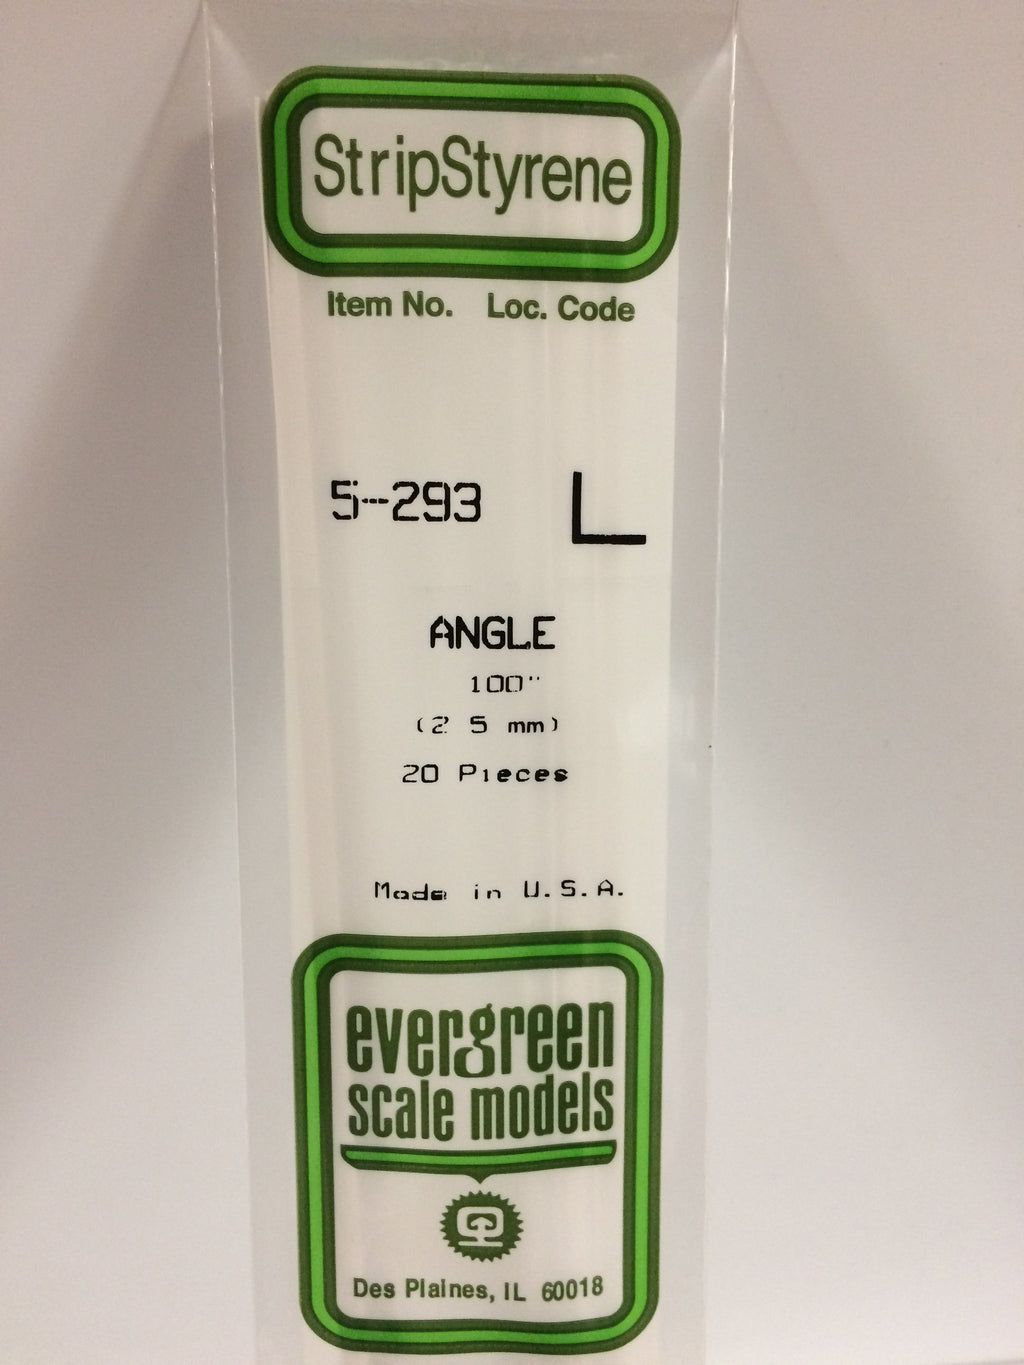 StripStyrene
Item No. Loc. Code
5-293 L
ANGLE
100"
(2 5 mm)
20 Pieces
Made in U.S.A.
evergreen
scale models
Des Plaines, IL 60018